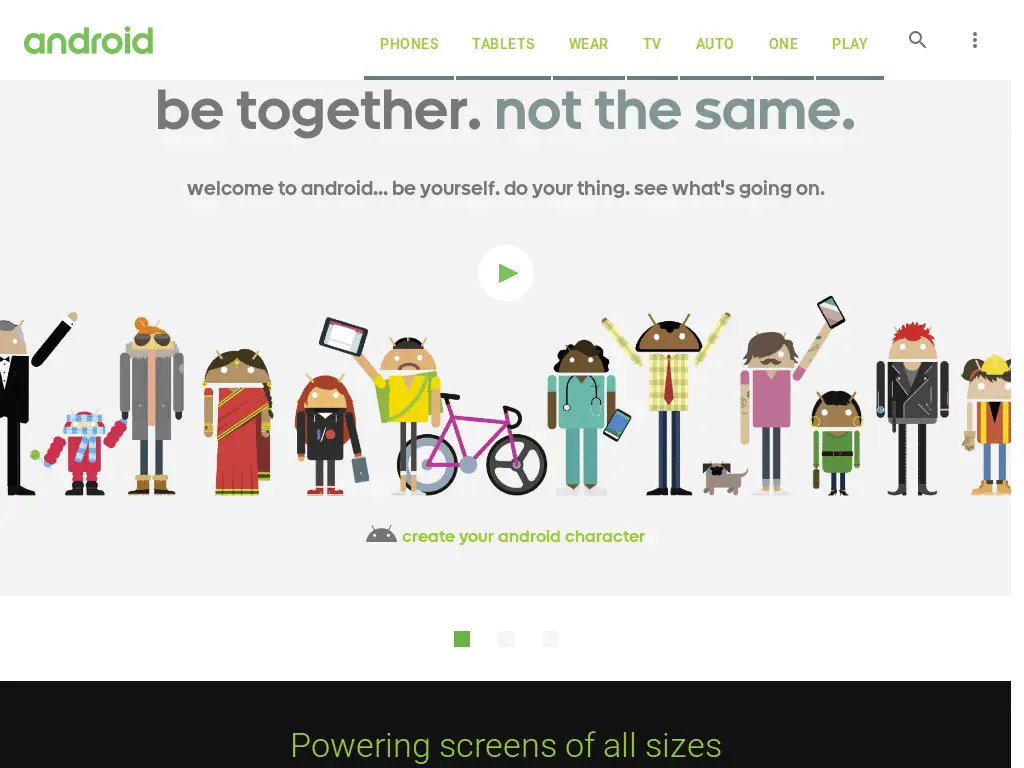 android PHONES TABLETS WEAR TV AUTO ONE PLAY
be together. not the same.
welcome to android... be yourself. do your thing. see what's going on.
create your android character
Powering screens of all sizes